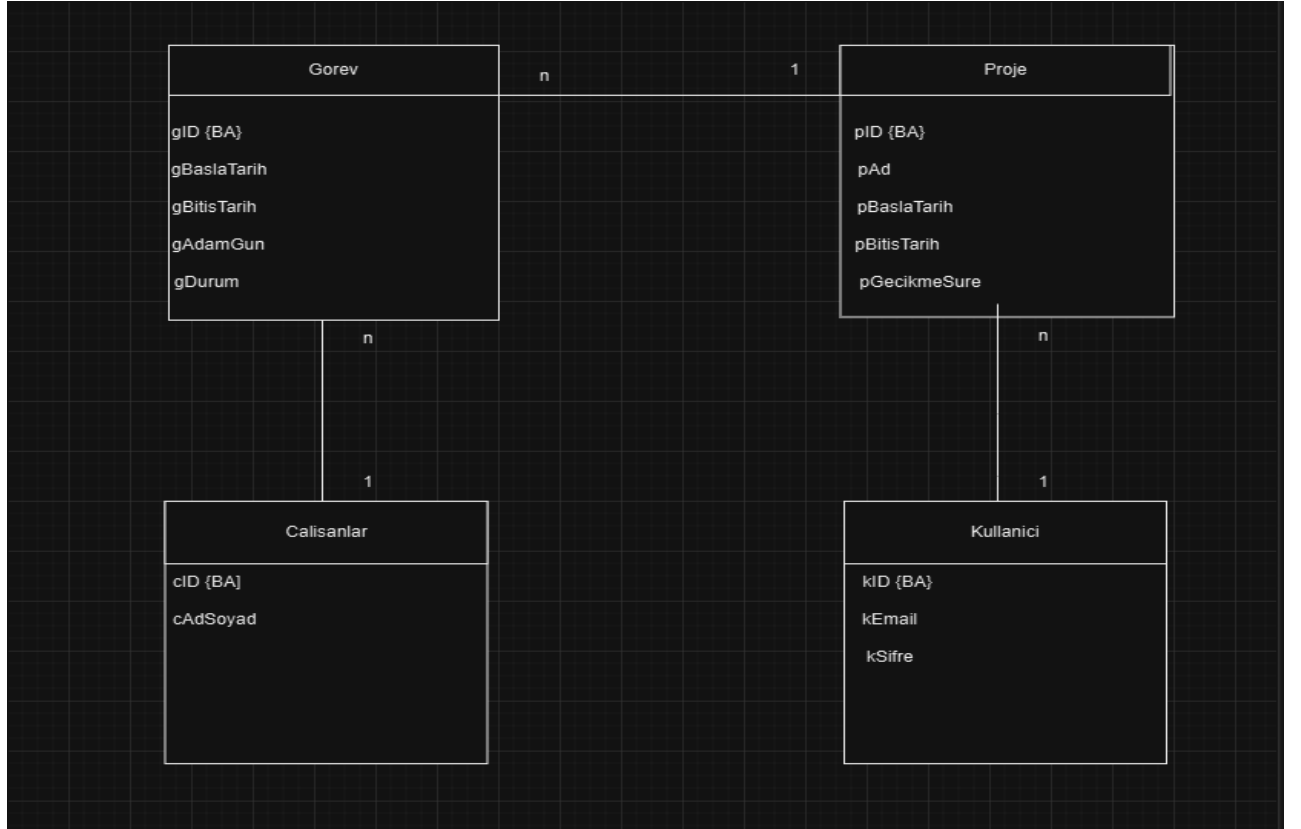 Gorev
n
1
Proje
gID {BA}
gBaslaTarih
gBitisTarih
gAdamGun
gDurum
pID {BA}
pAd
pBaslaTarih
pBitisTarih
pGecikmeSure
n
n
1
1
Calisanlar
cID {BA]
cAdSoyad
Kullanici
kID {BA}
kEmail
kSifre